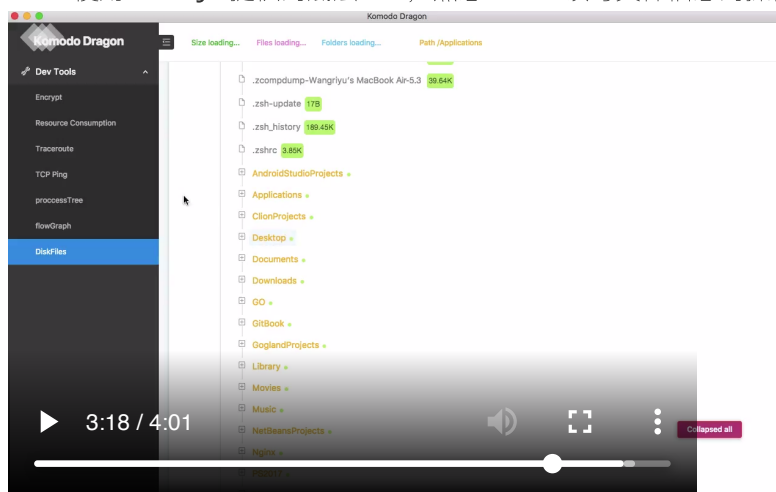 Komodo Dragon
Komodo Dragon
Size loading...
Files loading...
Folders loading...
Path /Applications
Dev Tools
Encrypt
Resource Consumption
Traceroute
TCP Ping
proccessTree
flowGraph
DiskFiles
.zcompdump-Wangriyu's MacBook Air-5.3 39.64K
.zsh-update 17B
.zsh_history 189.45K
.zshrc 3.85K
AndroidStudioProjects
Applications
ClionProjects
Desktop
Documents
Downloads
GO
GitBook
GoglandProjects
Library
Movies
Music
NetBeansProjects
Nginx
3:18 / 4:01
Collapsed all